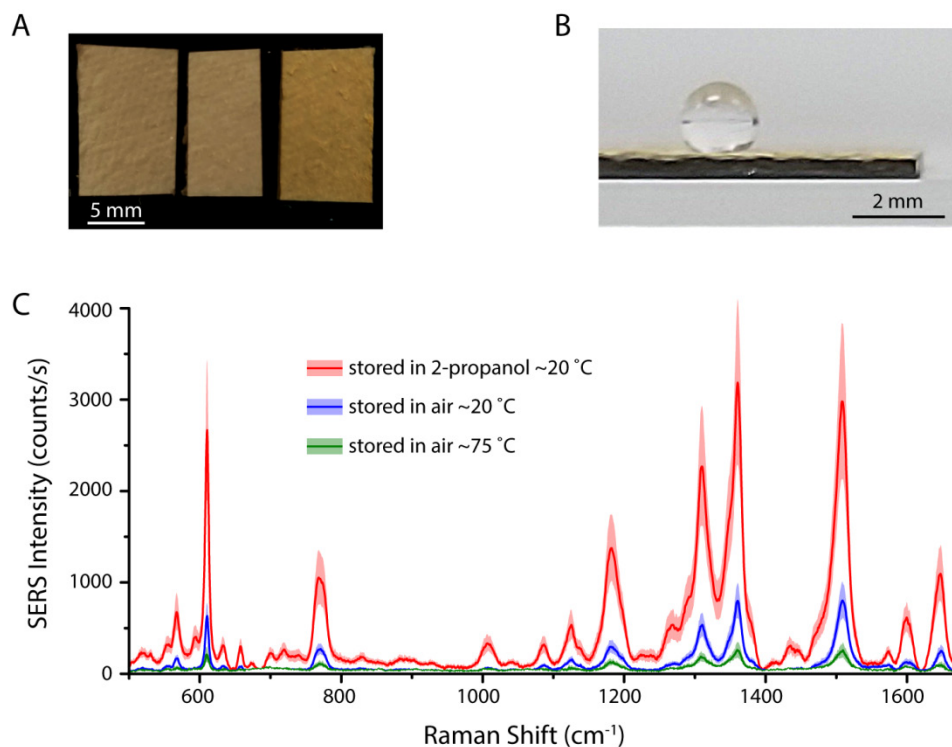 A
B
5 mm
2 mm
C
SERS Intensity (counts/s)
4000
3000
2000
1000
0
stored in 2-propanol ~20 ˚C
stored in air ~20 ˚C
stored in air ~75 ˚C
600 800 1000 1200 1400 1600
Raman Shift (cm⁻¹)